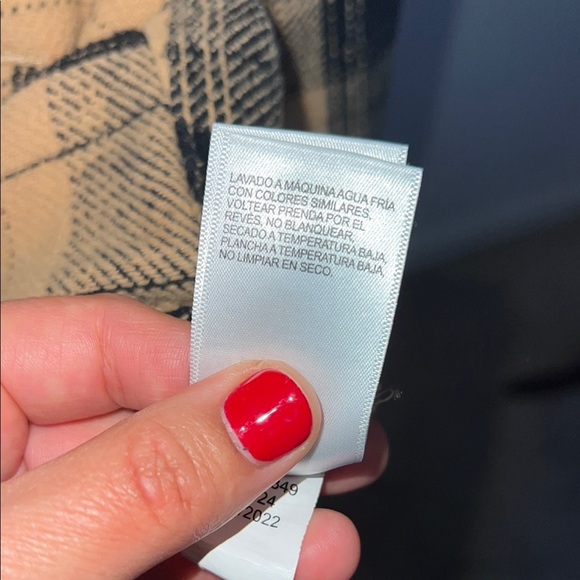 LAVADO A MÁQUINA AGUA FRÍA
CON COLORES SIMILARES,
VOLTEAR PRENDA POR EL
REVÉS, NO BLANQUEAR,
SECADO A TEMPERATURA BAJA,
PLANCHA A TEMPERATURA BAJA,
NO LIMPIAR EN SECO.
849
24
2022